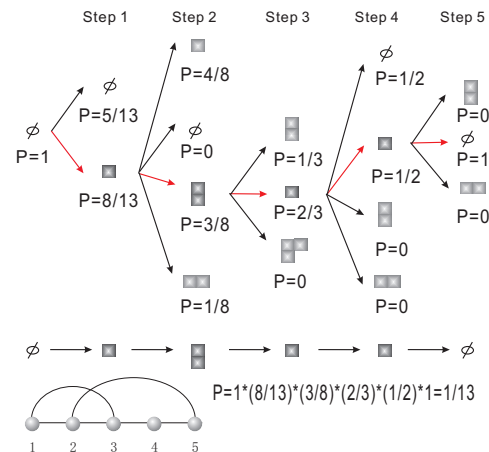 Step 1 Step 2 Step 3 Step 4 Step 5
P=4/8
ϕ
P=1/2
ϕ
P=5/13
P=0
ϕ
P=1
ϕ
P=0
P=1/3
ϕ
P=1
P=8/13
P=3/8
P=2/3
P=1/2
P=0
P=0
P=0
P=1/8
P=0
ϕ
ϕ
P=1*(8/13)*(3/8)*(2/3)*(1/2)*1=1/13
1 2 3 4 5